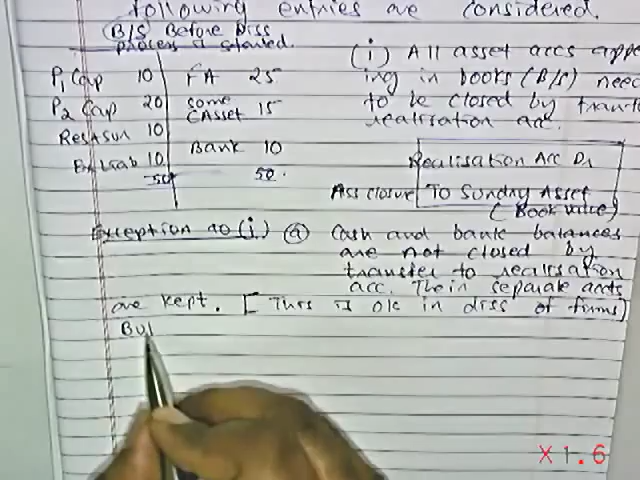 following entries are considered.
(B/S) Before Diss
process is started.
P1 Cap 10 FA 25
P2 Cap 20 some CAsset 15
Res&sur 10
Bank 10
B/Liab 10
50 50.
(i) All asset accs appe
ing in books (B/S) need
to be closed by transfe
realisation acc.
Realisation Acc Dr
Ass closure To Sundry Asset
(Book value)
Exception to (i) (a) Cash and bank balances
are not closed by
transfer to realisation
acc. Their separate accts
are kept. [This is ok in diss of firms]
But
X1.6